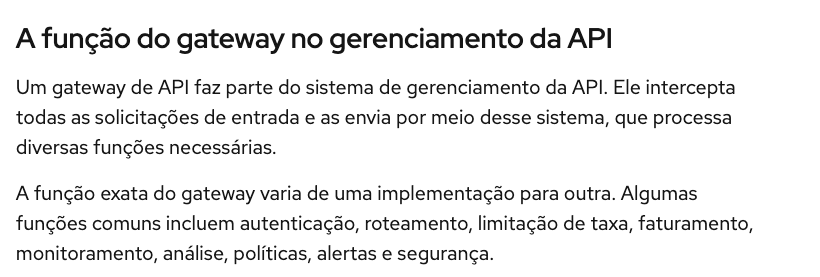 A função do gateway no gerenciamento da API
Um gateway de API faz parte do sistema de gerenciamento da API. Ele intercepta
todas as solicitações de entrada e as envia por meio desse sistema, que processa
diversas funções necessárias.
A função exata do gateway varia de uma implementação para outra. Algumas
funções comuns incluem autenticação, roteamento, limitação de taxa, faturamento,
monitoramento, análise, políticas, alertas e segurança.